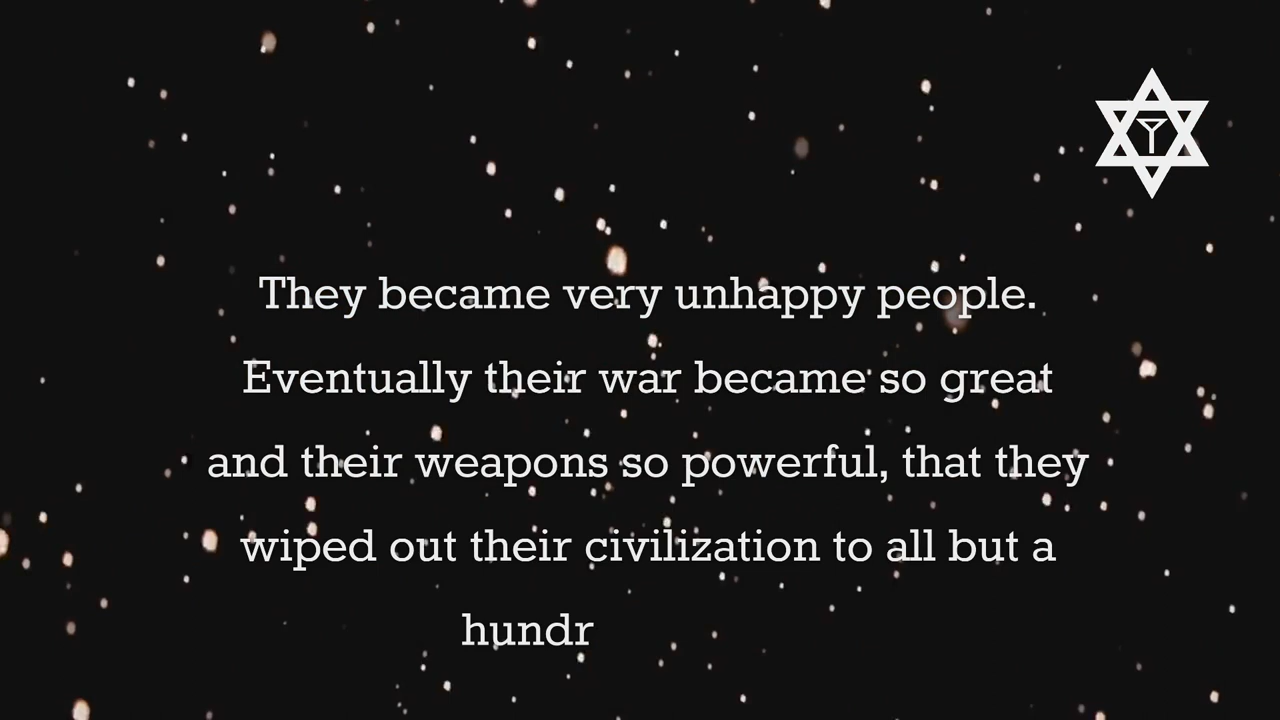 They became very unhappy people.
Eventually their war became so great
and their weapons so powerful, that they
wiped out their civilization to all but a
hundr